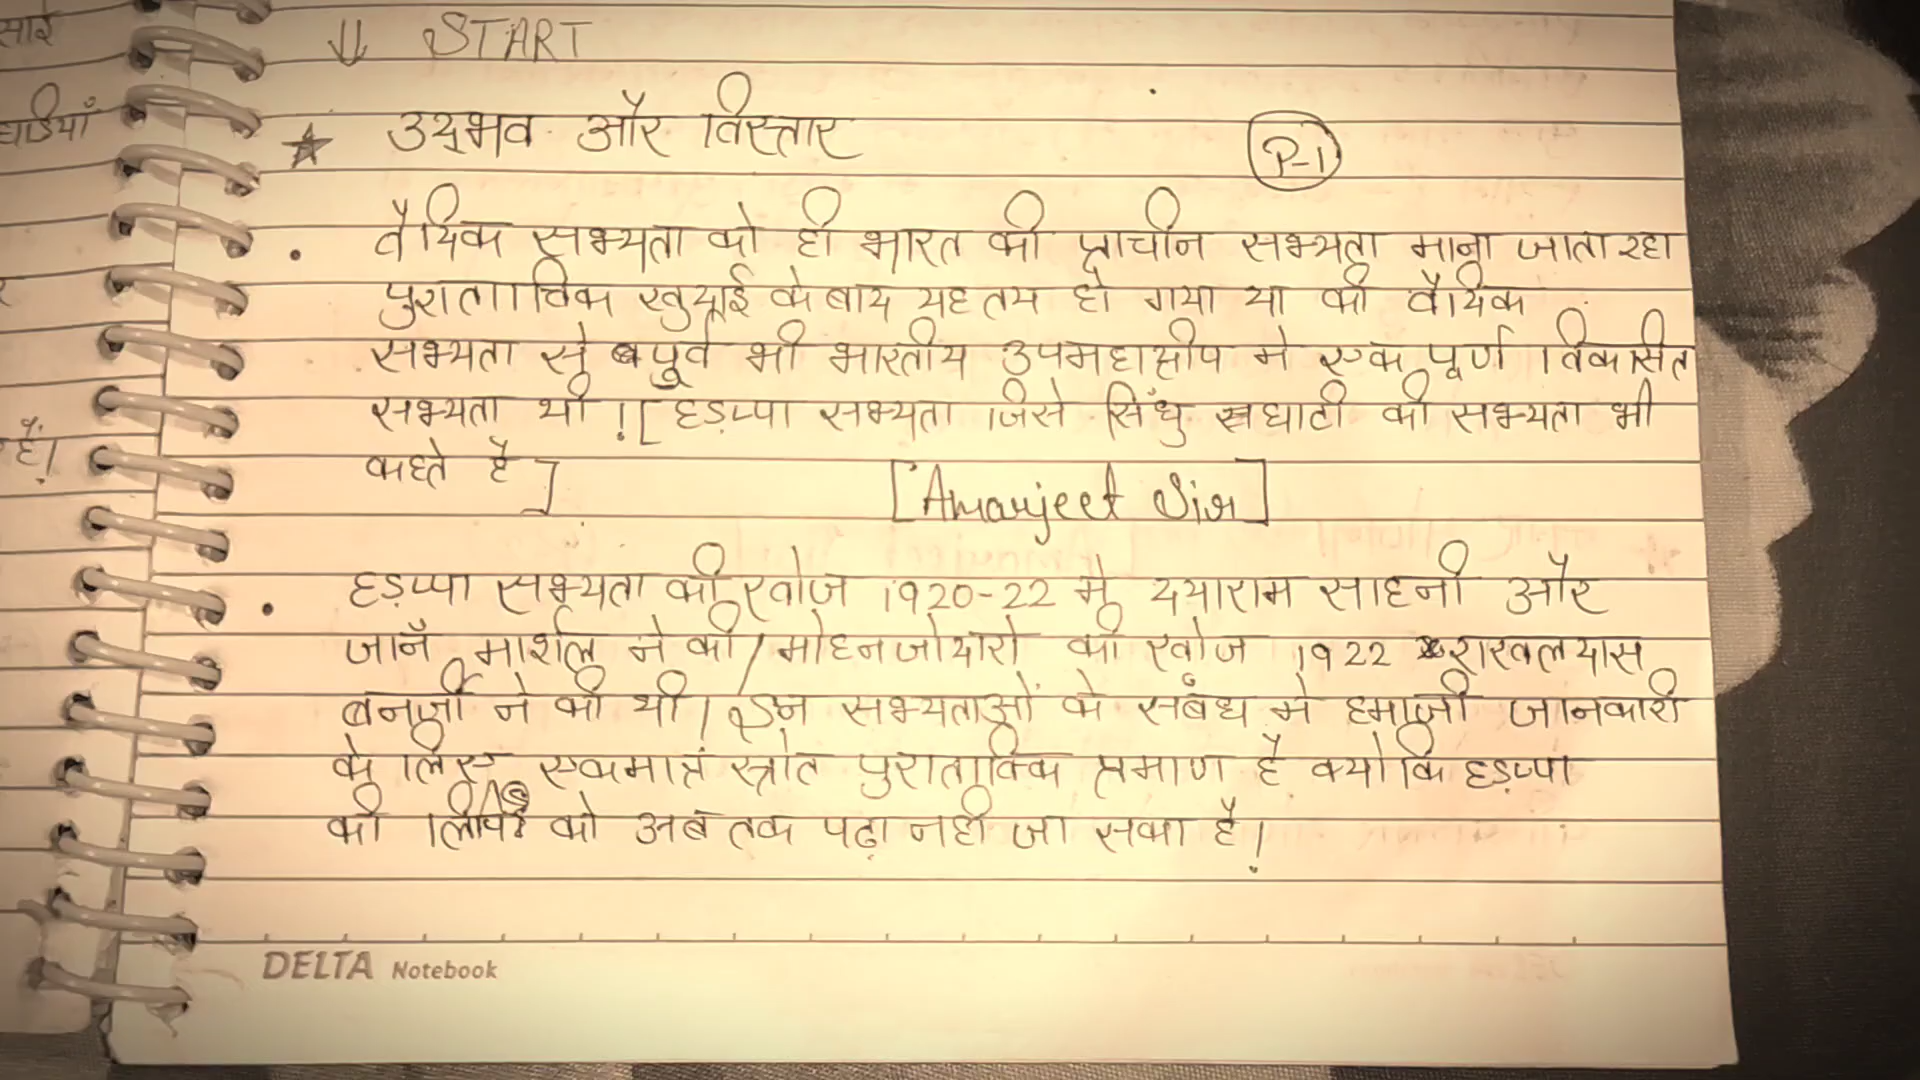 सारे
घाडियाँ
है।
↓↓ START
★ उद्भव और विस्तार
P-1
• वैदिक सभ्यता को ही भारत की प्राचीन सभ्यता माना जाता रहा
पुरातात्विक खुदाई के बाद यह तय हो गया था की वैदिक
सभ्यता से पुर्व भी भारतीय उपमहाद्वीप मे एक पूर्ण विकसित
सभ्यता थी ![ हड़प्पा सभ्यता जिसे सिंधु घाटी की सभ्यता भी
कहते है ]
[Amarjeet Sir]
• हड़प्पा सभ्यता की खोज 1920-22 मे दयाराम साहनी और
जानँ मार्शल ने की / मोहनजोदारो की खोज 1922 राखलदास
बनर्जी ने की थी / इन सभ्यताओं के संबंध मे हमाजी जानकारी
के लिए एकमात्रं स्त्रोत पुरातात्विक प्रमाण है क्योकि हड़प्पा
की लिपि को अब तक पढ़ा नही जा सका है !
DELTA Notebook